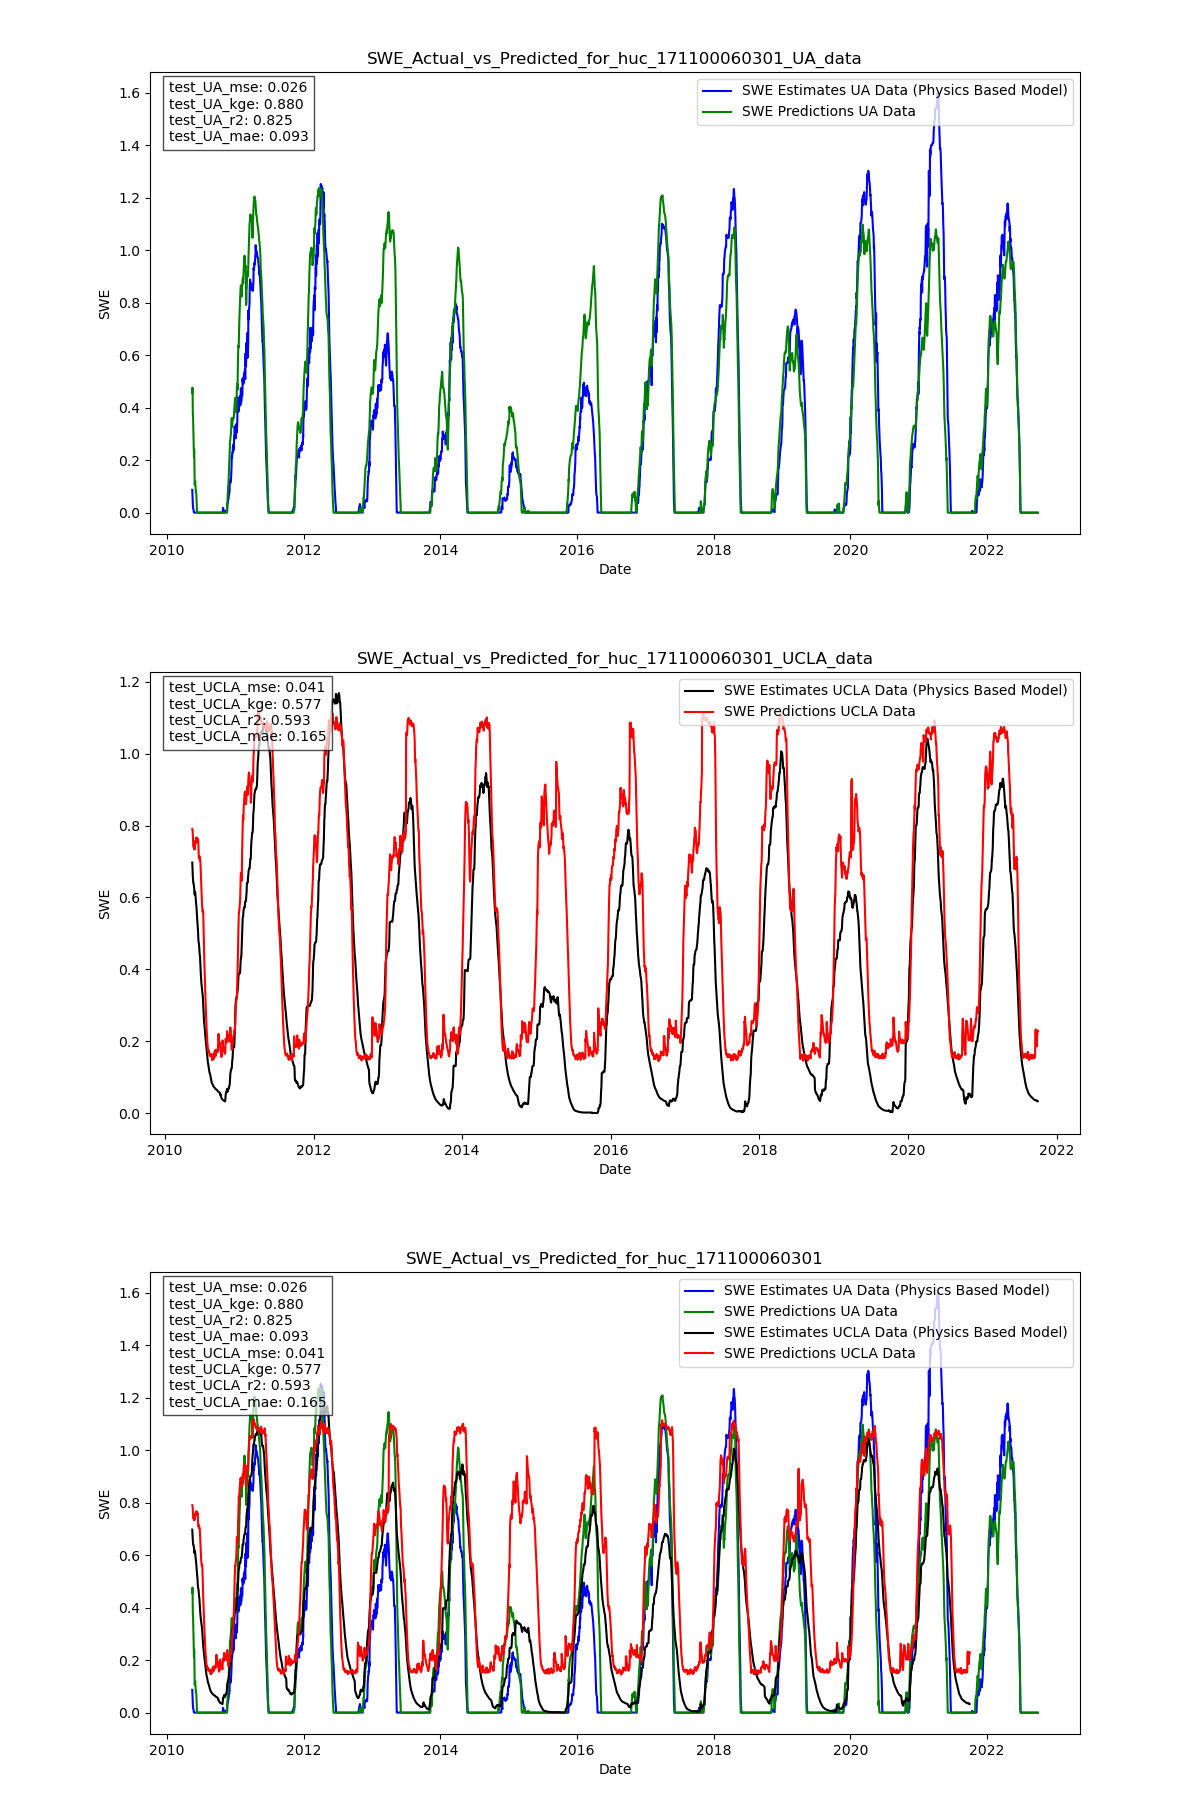 SWE_Actual_vs_Predicted_for_huc_171100060301_UA_data
test_UA_mse: 0.026
test_UA_kge: 0.880
test_UA_r2: 0.825
test_UA_mae: 0.093
SWE Estimates UA Data (Physics Based Model)
SWE Predictions UA Data
1.6
1.4
1.2
1.0
0.8
0.6
0.4
0.2
0.0
SWE
2010 2012 2014 2016 2018 2020 2022
Date
SWE_Actual_vs_Predicted_for_huc_171100060301_UCLA_data
test_UCLA_mse: 0.041
test_UCLA_kge: 0.577
test_UCLA_r2: 0.593
test_UCLA_mae: 0.165
SWE Estimates UCLA Data (Physics Based Model)
SWE Predictions UCLA Data
1.2
1.0
0.8
0.6
0.4
0.2
0.0
SWE
2010 2012 2014 2016 2018 2020 2022
Date
SWE_Actual_vs_Predicted_for_huc_171100060301
test_UA_mse: 0.026
test_UA_kge: 0.880
test_UA_r2: 0.825
test_UA_mae: 0.093
test_UCLA_mse: 0.041
test_UCLA_kge: 0.577
test_UCLA_r2: 0.593
test_UCLA_mae: 0.165
SWE Estimates UA Data (Physics Based Model)
SWE Predictions UA Data
SWE Estimates UCLA Data (Physics Based Model)
SWE Predictions UCLA Data
1.6
1.4
1.2
1.0
0.8
0.6
0.4
0.2
0.0
SWE
2010 2012 2014 2016 2018 2020 2022
Date